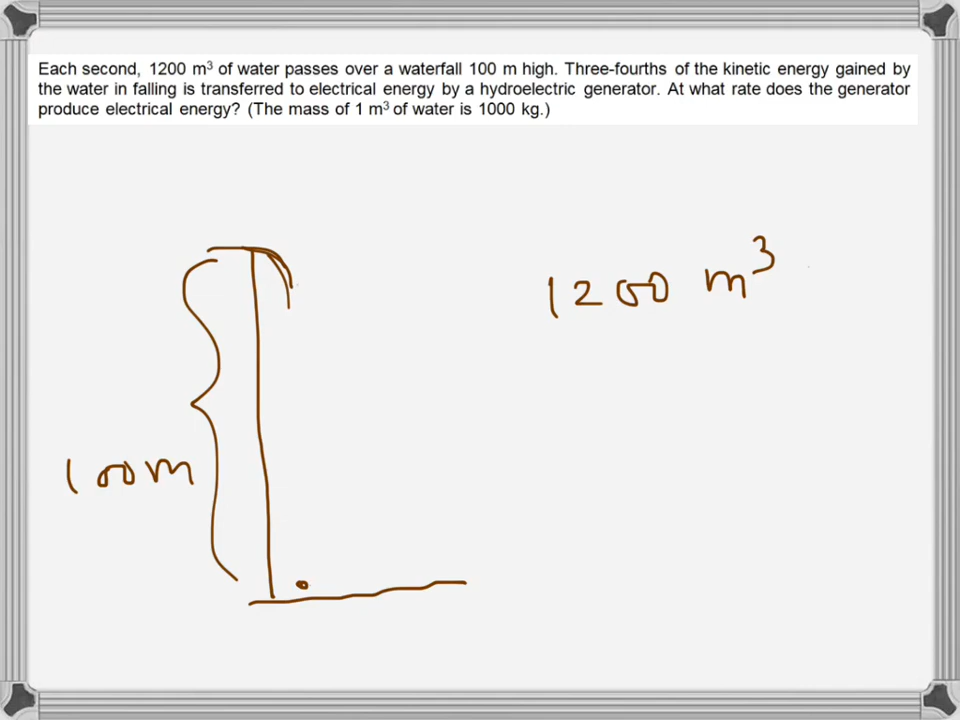 Each second, 1200 m³ of water passes over a waterfall 100 m high. Three-fourths of the kinetic energy gained by
the water in falling is transferred to electrical energy by a hydroelectric generator. At what rate does the generator
produce electrical energy? (The mass of 1 m³ of water is 1000 kg.)
1200 m³
100m